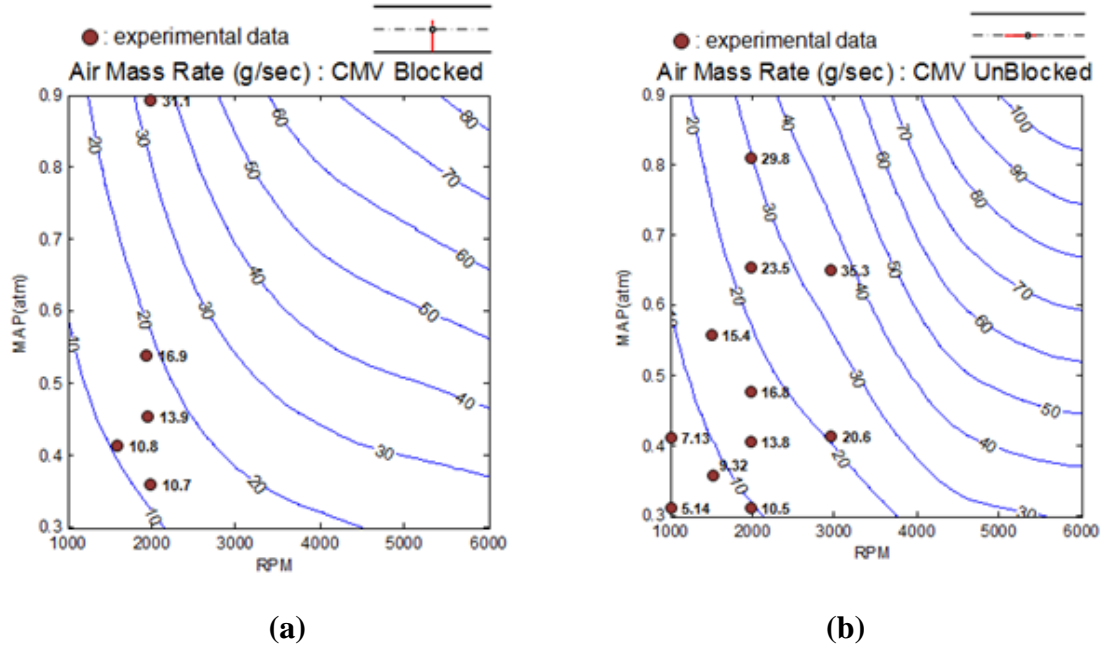 : experimental data
Air Mass Rate (g/sec) : CMV Blocked
0.9
0.8
0.7
0.6
0.5
0.4
0.3
MAP(atm)
1000 2000 3000 4000 5000 6000
RPM
31.1
16.9
13.9
10.8
10.7
20 30 40 50 60 70 80
10 20 30 40 50 60
10 20 30 40
(a)
: experimental data
Air Mass Rate (g/sec) : CMV UnBlocked
0.9
0.8
0.7
0.6
0.5
0.4
0.3
MAP(atm)
1000 2000 3000 4000 5000 6000
RPM
29.8
23.5 35.3
15.4
16.8
7.13 13.8 20.6
9.32
5.14 10.5
20 30 40 50 60 70 80 90 100
20 30 40 50 60 70 80 90
10 20 30 40 50
30
(b)